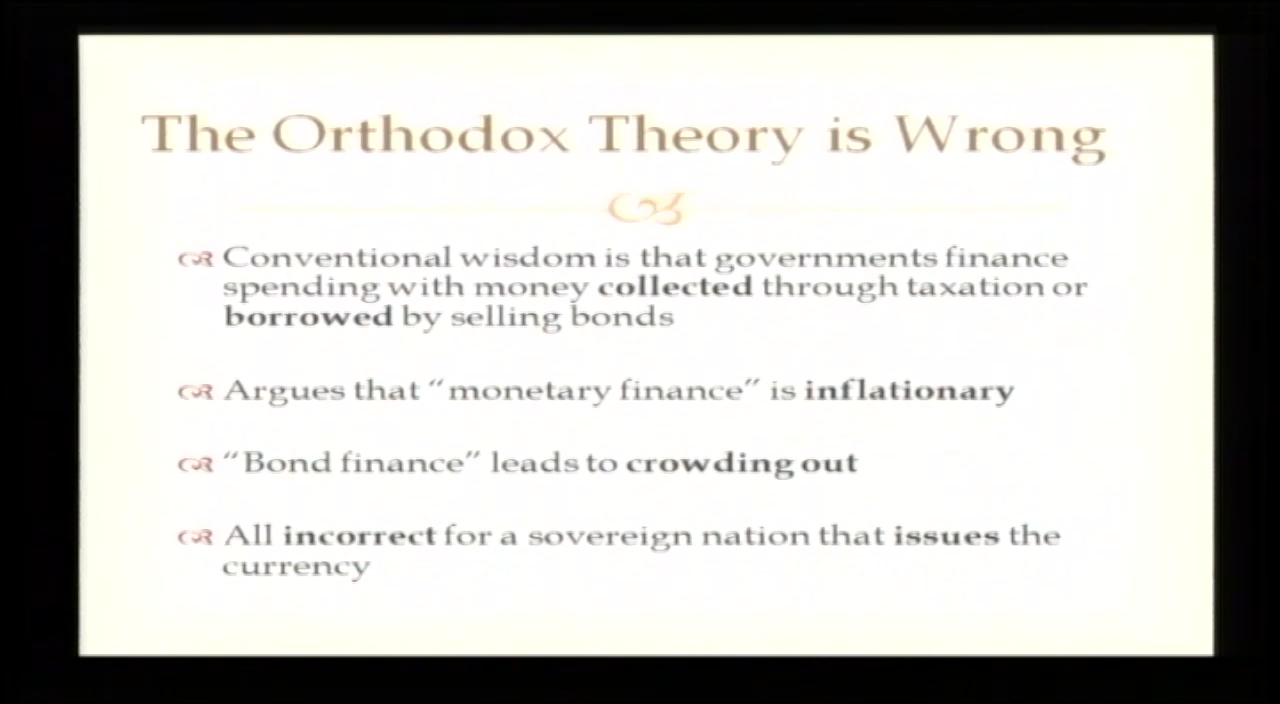 The Orthodox Theory is Wrong
Conventional wisdom is that governments finance
spending with money collected through taxation or
borrowed by selling bonds
Argues that “monetary finance” is inflationary
“Bond finance” leads to crowding out
All incorrect for a sovereign nation that issues the
currency